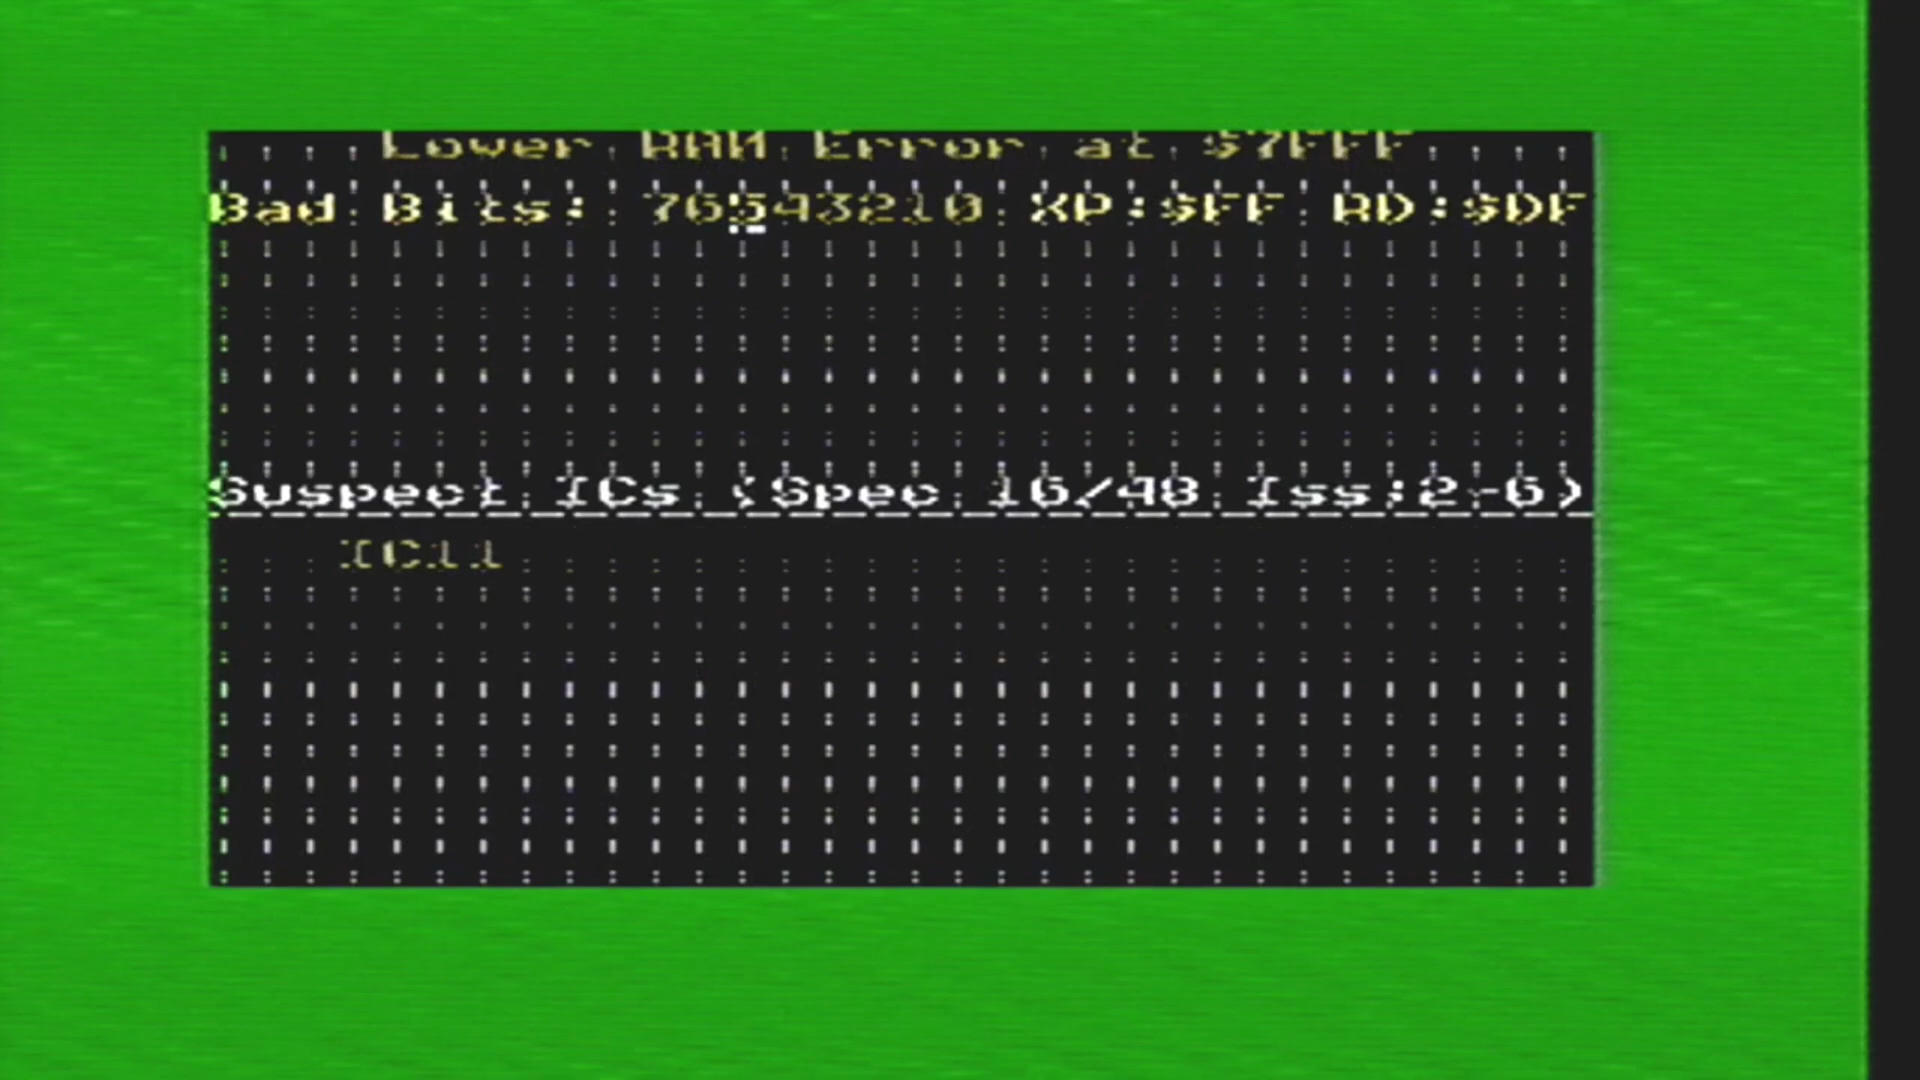 Lower RAM Error at $7FFF
Bad Bits: 76543210 XP:$FF RD:$DF
Suspect ICs (Spec 16/48 Iss:2-6)
IC11